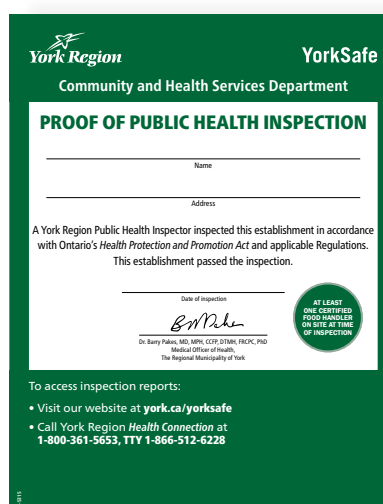 York Region
YorkSafe
Community and Health Services Department
PROOF OF PUBLIC HEALTH INSPECTION
Name
Address
A York Region Public Health Inspector inspected this establishment in accordance
with Ontario's Health Protection and Promotion Act and applicable Regulations.
This establishment passed the inspection.
Date of inspection
Dr. Barry Pakes, MD, MPH, CCFP, DTMH, FRCPC, PhD
Medical Officer of Health,
The Regional Municipality of York
AT LEAST
ONE CERTIFIED
FOOD HANDLER
ON SITE AT TIME
OF INSPECTION
To access inspection reports:
• Visit our website at york.ca/yorksafe
• Call York Region Health Connection at
1-800-361-5653, TTY 1-866-512-6228